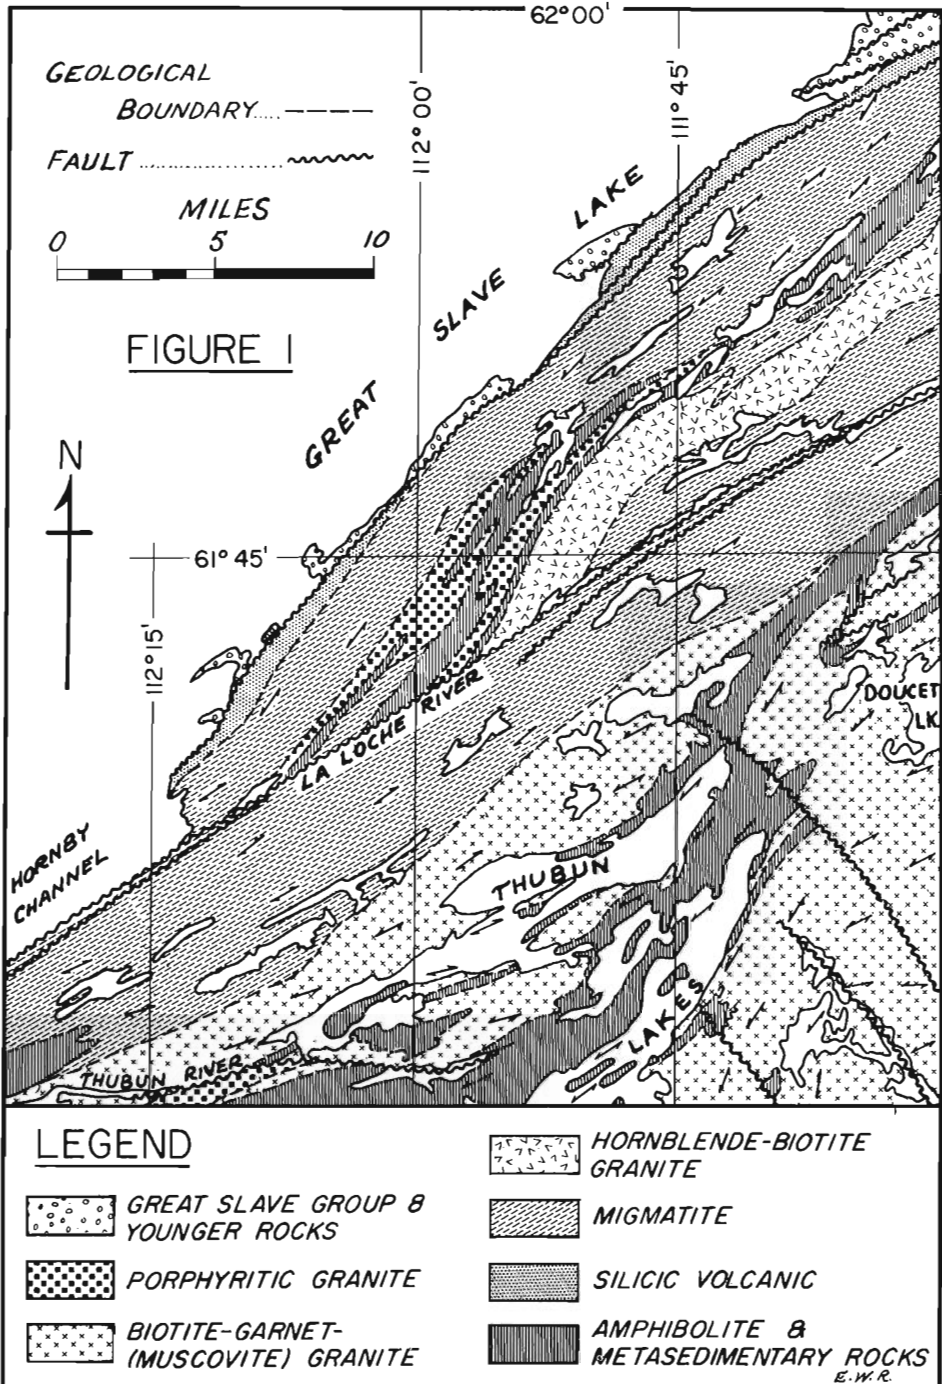 62°00'
GEOLOGICAL
BOUNDARY.....
FAULT
112°00'
111°45'
MILES
0 5 10
FIGURE 1
GREAT SLAVE LAKE
N
61°45'
112°15'
LA LOCHE RIVER
DOUCET
LK
HORNBY
CHANNEL
THUBUN
LAKES
THUBUN RIVER
LEGEND
GREAT SLAVE GROUP &
YOUNGER ROCKS
PORPHYRITIC GRANITE
BIOTITE-GARNET-
(MUSCOVITE) GRANITE
HORNBLENDE-BIOTITE
GRANITE
MIGMATITE
SILICIC VOLCANIC
AMPHIBOLITE &
METASEDIMENTARY ROCKS
E.W.R.